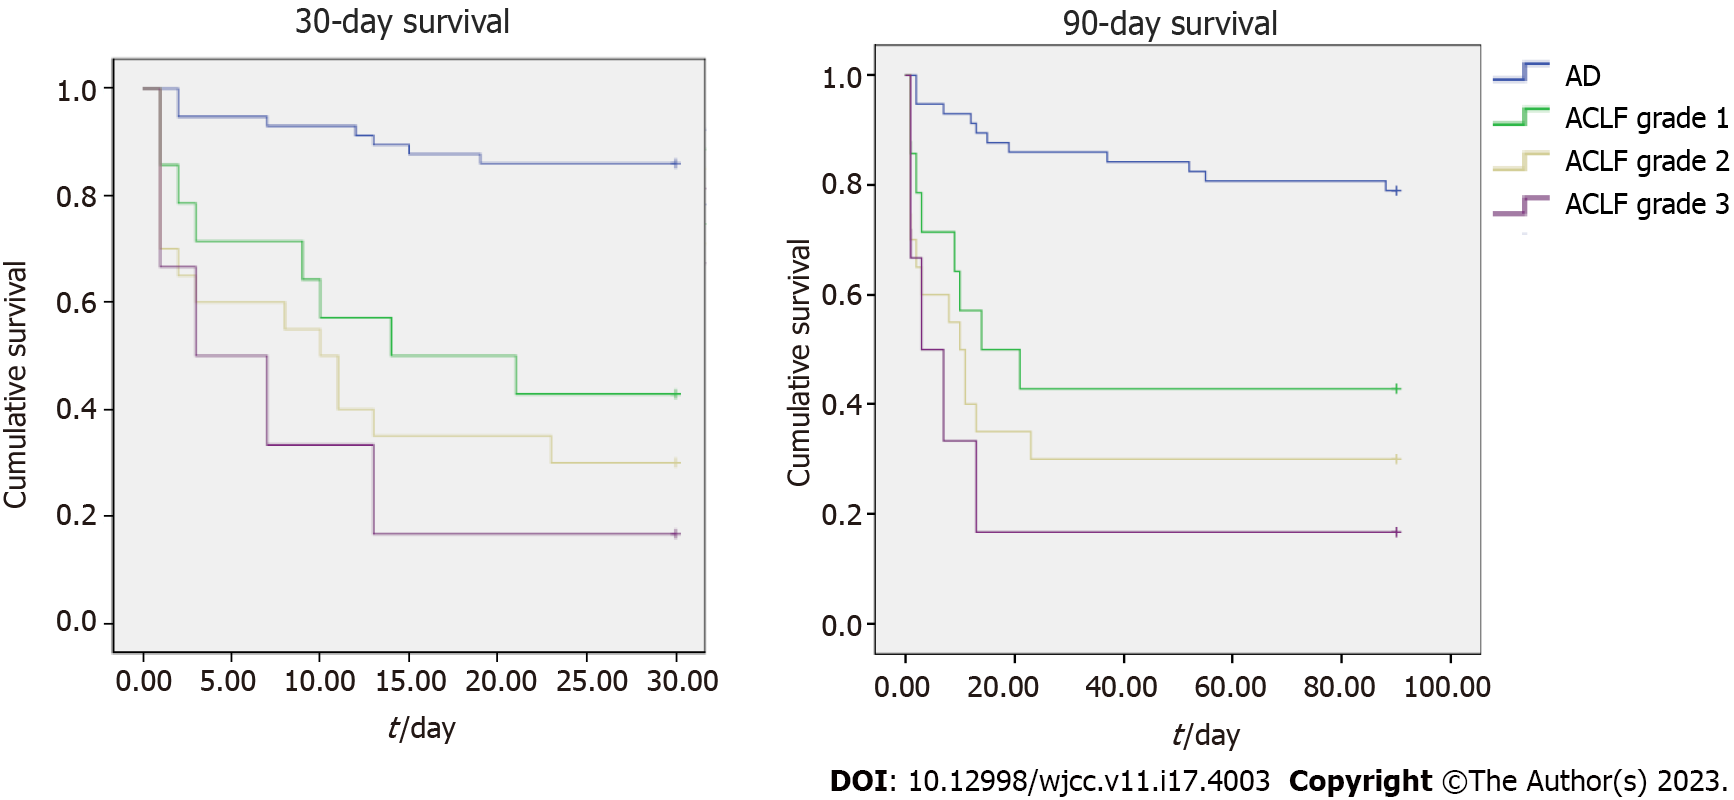 30-day survival
1.0
0.8
0.6
0.4
0.2
0.0
Cumulative survival
0.00 5.00 10.00 15.00 20.00 25.00 30.00
t/day
90-day survival
1.0
0.8
0.6
0.4
0.2
0.0
Cumulative survival
0.00 20.00 40.00 60.00 80.00 100.00
t/day
AD
ACLF grade 1
ACLF grade 2
ACLF grade 3
DOI: 10.12998/wjcc.v11.i17.4003 Copyright ©The Author(s) 2023.